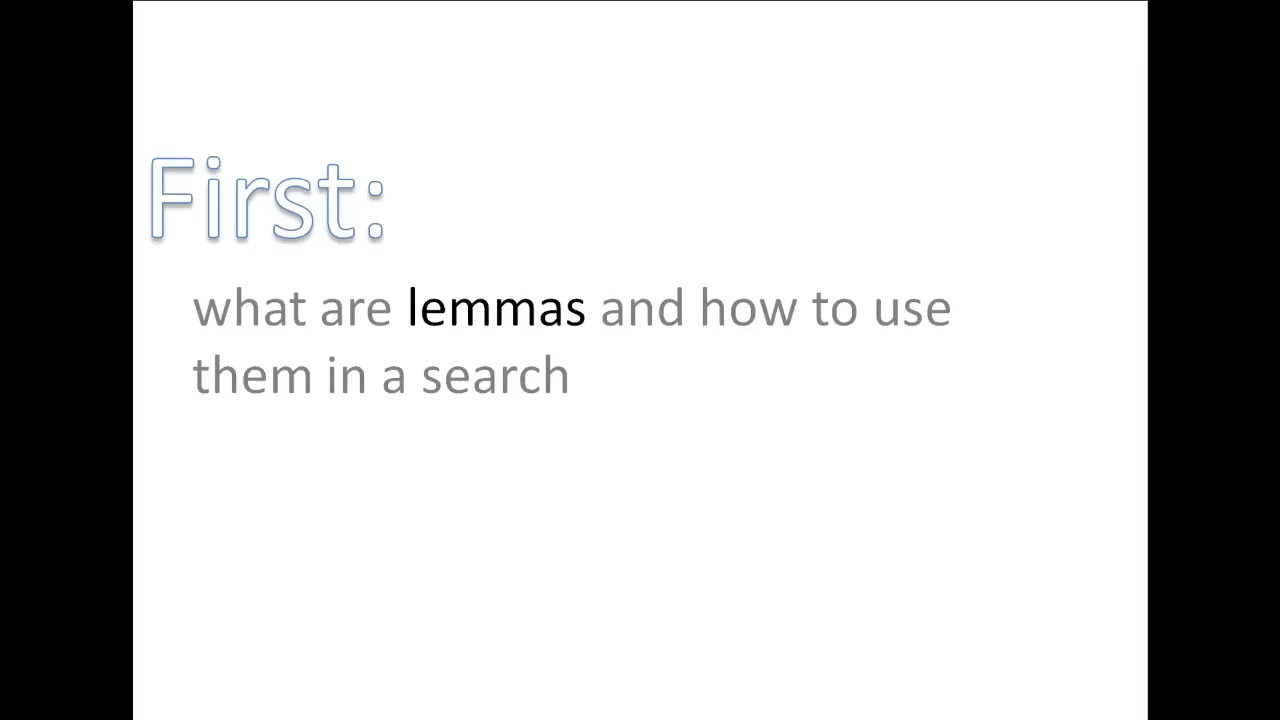 First:
what are lemmas and how to use
them in a search